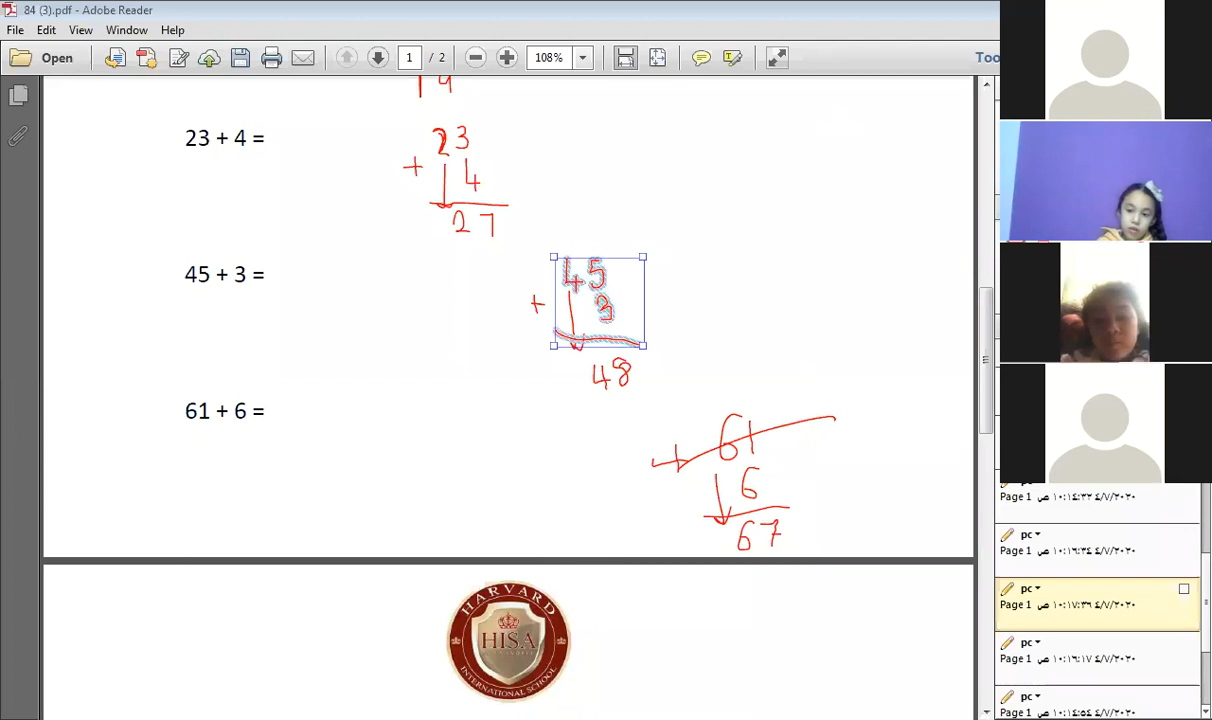 84 (3).pdf - Adobe Reader
File Edit View Window Help
Open 1 / 2 108% Too
19
23 + 4 =
23
+ 4
27
45 + 3 =
45
+ 3
48
61 + 6 =
61
+ 6
67
HARVARD
HISA
INTERNATIONAL SCHOOL
Page 1 ص ١٠:١٤:٣٢ ٤/٧/٢٠٢٠
pc
Page 1 ص ١٠:١٦:٣٤ ٤/٧/٢٠٢٠
pc
Page 1 ص ١٠:١٧:٣٦ ٤/٧/٢٠٢٠
pc
Page 1 ص ١٠:١٦:١٧ ٤/٧/٢٠٢٠
pc
Page 1 ص ١٠:١٤:٥٤ ٤/٧/٢٠٢٠